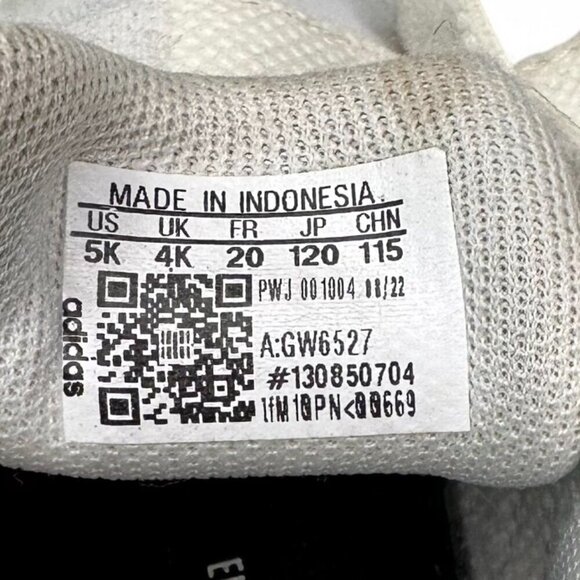 MADE IN INDONESIA.
US UK FR JP CHN
5K 4K 20 120 115
PWJ 001004 08/22
A:GW6527
#130850704
adidas